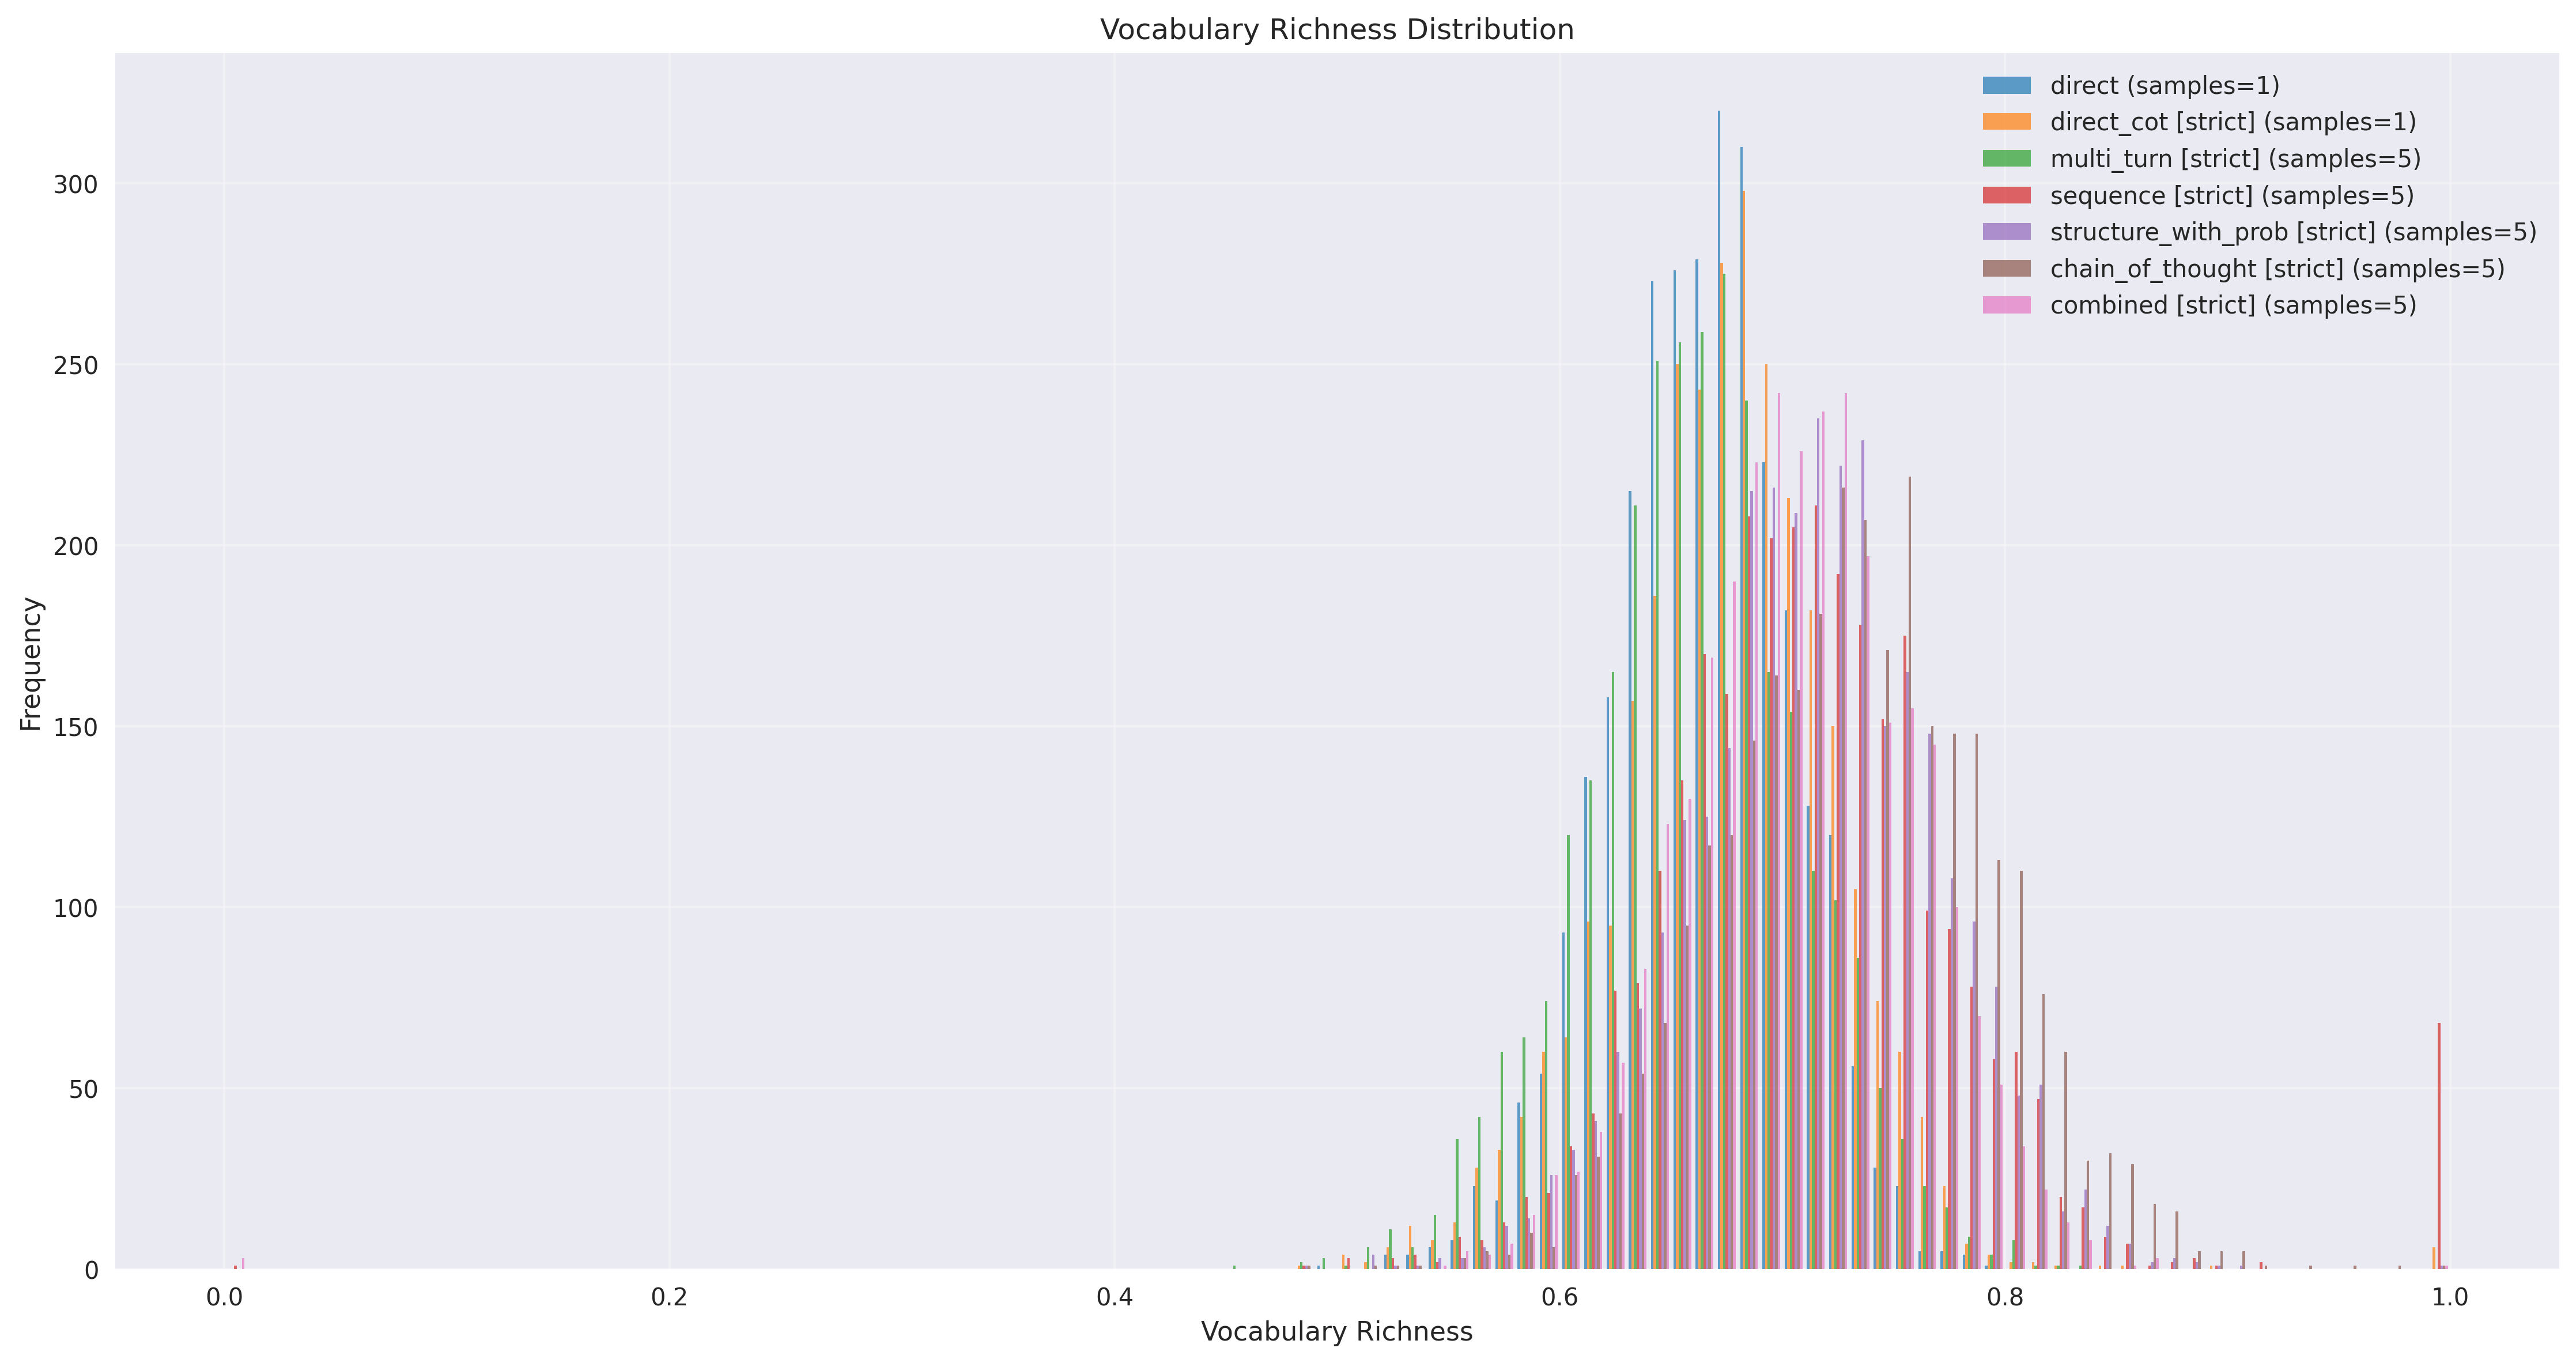 Vocabulary Richness Distribution
direct (samples=1)
direct_cot [strict] (samples=1)
multi_turn [strict] (samples=5)
sequence [strict] (samples=5)
structure_with_prob [strict] (samples=5)
chain_of_thought [strict] (samples=5)
combined [strict] (samples=5)
Frequency
300
250
200
150
100
50
0
0.0 0.2 0.4 0.6 0.8 1.0
Vocabulary Richness